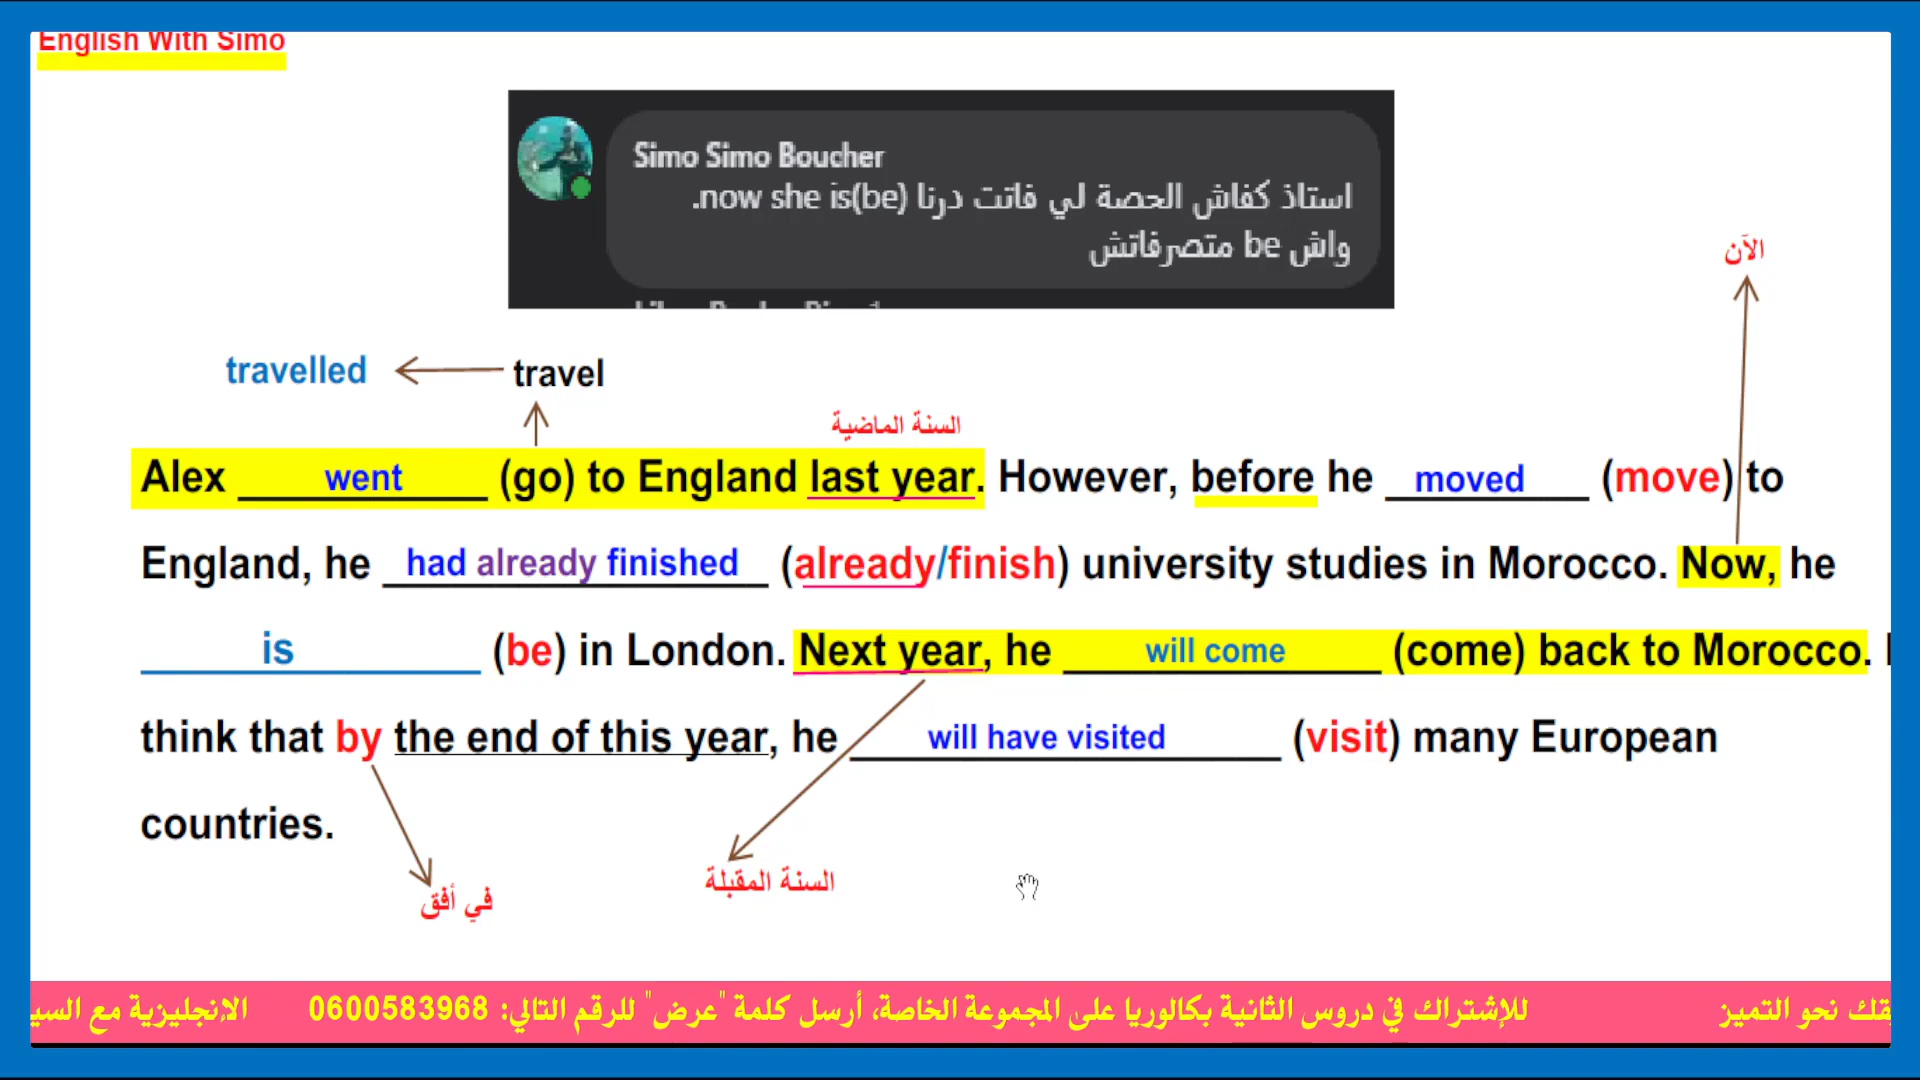 English With Simo
Simo Simo Boucher
استاذ كفاش الحصة لي فاتت درنا now she is(be).
واش be متصرفاتش
الآن
travelled travel
السنة الماضية
Alex went (go) to England last year. However, before he moved (move) to
England, he had already finished (already/finish) university studies in Morocco. Now, he
is (be) in London. Next year, he will come (come) back to Morocco. I
think that by the end of this year, he will have visited (visit) many European
countries.
السنة المقبلة
في أفق
نحو التميز للإشتراك في دروس الثانية بكالوريا على المجموعة الخاصة، أرسل كلمة "عرض" للرقم التالي: 0600583968 الإنجليزية مع